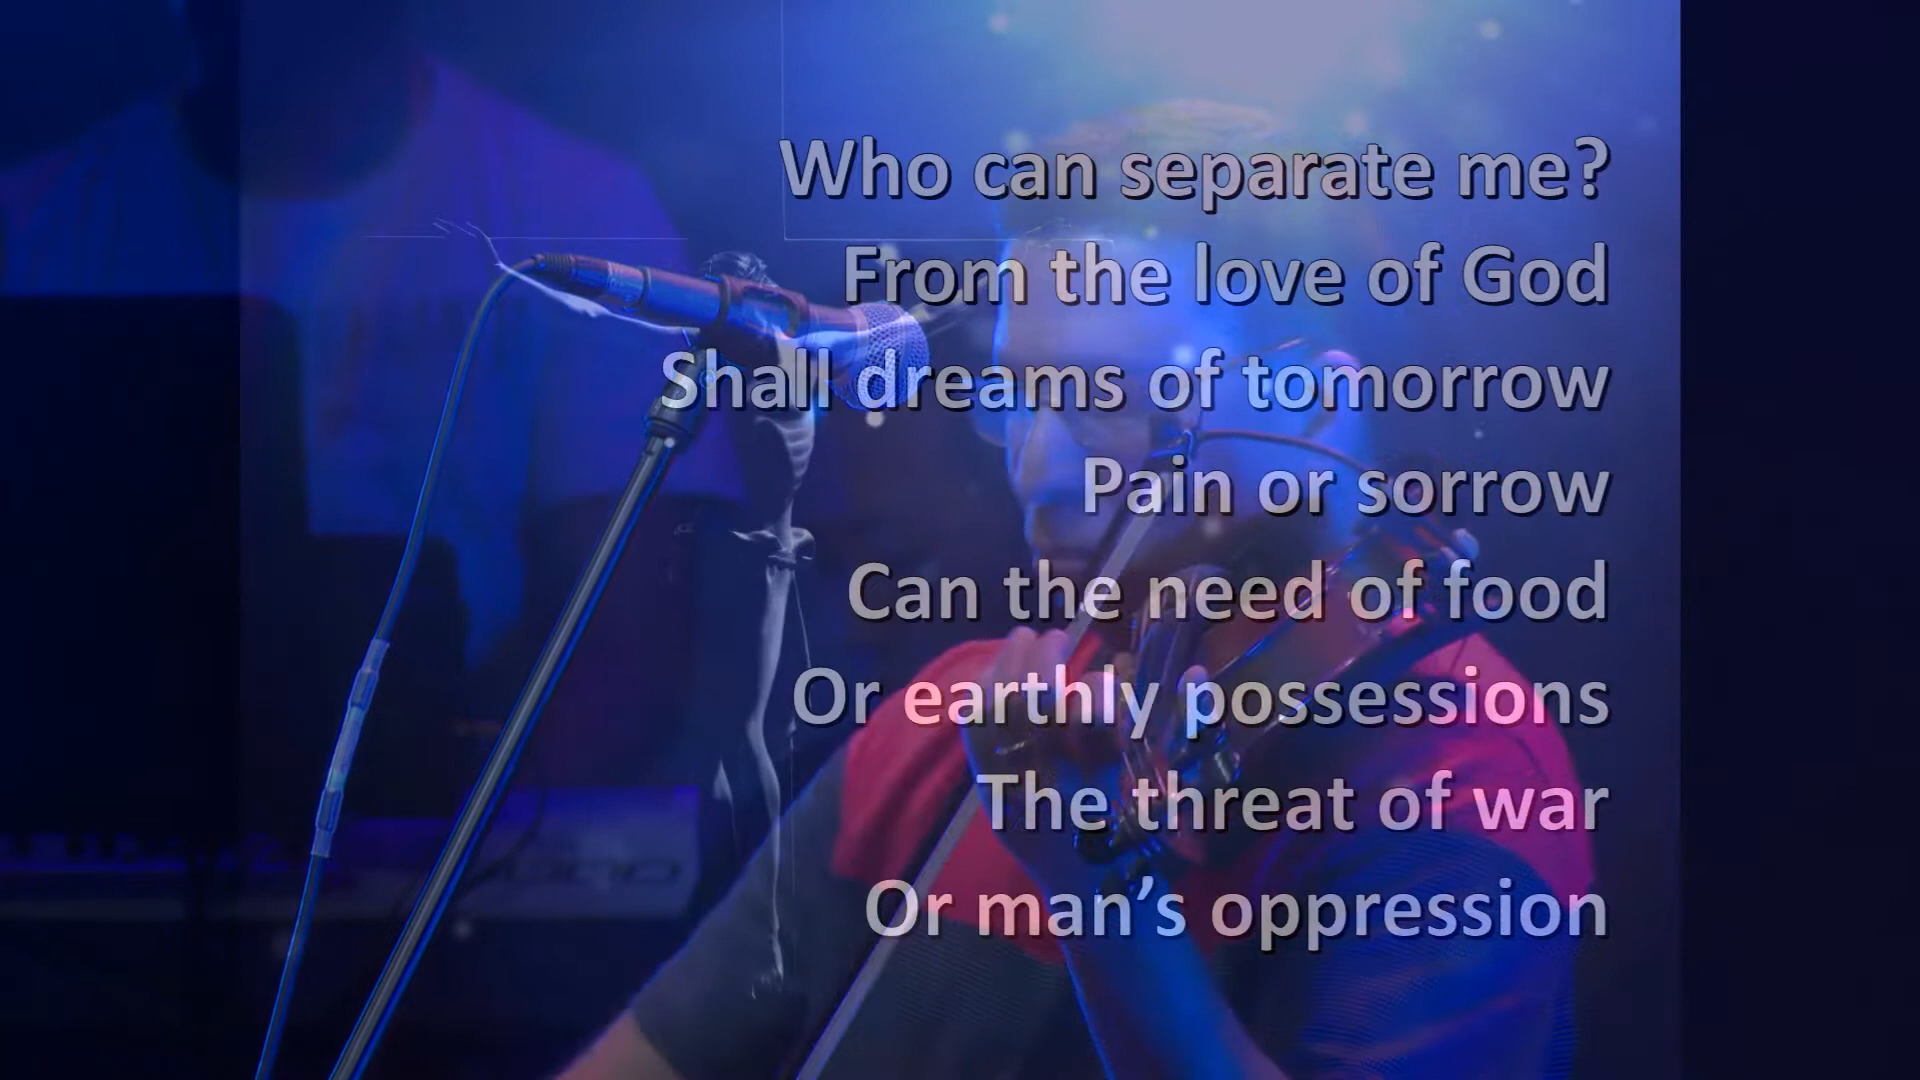 Who can separate me?
From the love of God
Shall dreams of tomorrow
Pain or sorrow
Can the need of food
Or earthly possessions
The threat of war
Or man’s oppression